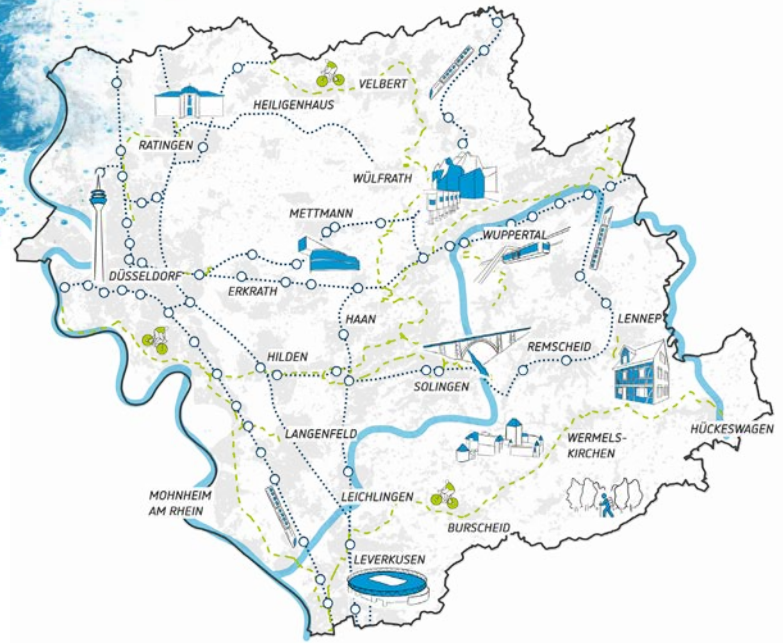 VELBERT
HEILIGENHAUS
RATINGEN
WÜLFRATH
METTMANN
WUPPERTAL
DÜSSELDORF
ERKRATH
HAAN
LENNEP
REMSCHEID
HILDEN
SOLINGEN
HÜCKESWAGEN
LANGENFELD
WERMELS-
KIRCHEN
MOHNHEIM
AM RHEIN
LEICHLINGEN
BURSCHEID
LEVERKUSEN